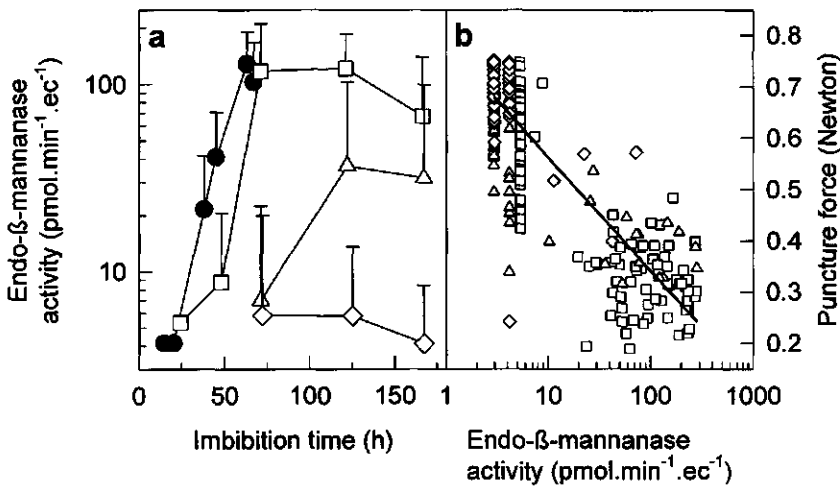 Endo-ß-mannanase
activity (pmol.min⁻¹.ec⁻¹)
100
10
a
0
50
100
150
Imbibition time (h)
b
1
10
100
1000
Endo-ß-mannanase
activity (pmol.min⁻¹.ec⁻¹)
0.8
0.7
0.6
0.5
0.4
0.3
0.2
Puncture force (Newton)